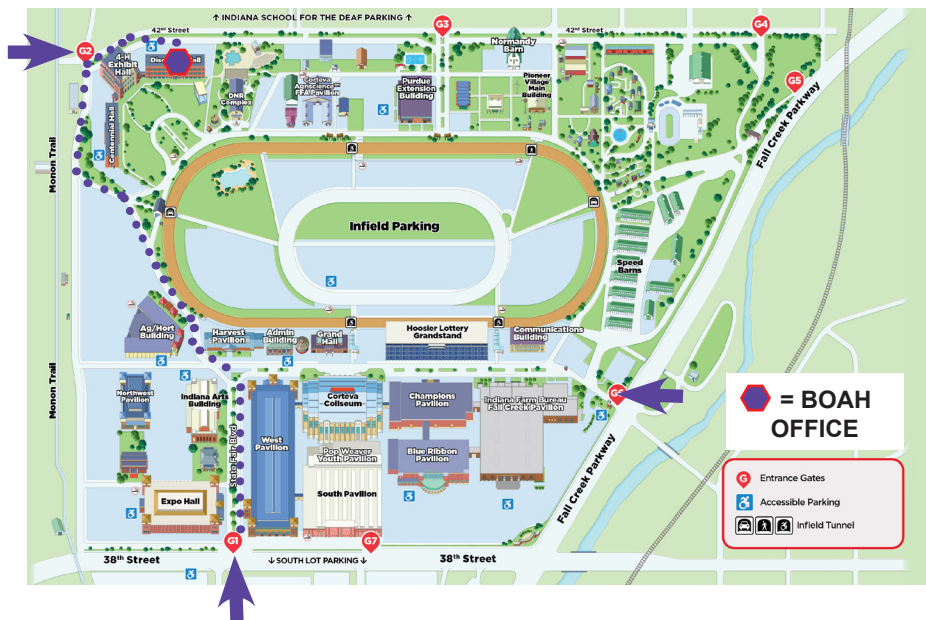 ↑ INDIANA SCHOOL FOR THE DEAF PARKING ↑
42nd Street
42nd Street
G2
G3
G4
G5
4-H
Exhibit
Hall
Normandy
Barn
DNR
Complex
Corteva
Agriscience™
FFA Pavilion
Purdue
Extension
Building
Pioneer
Village
Main
Building
Centennial Hall
Monon Trail
Fall Creek Parkway
Infield Parking
Speed
Barns
Ag/Hort
Building
Harvest
Pavilion
Admin
Building
Grand
Hall
Hoosier Lottery
Grandstand
Communications
Building
Monon Trail
Northwest
Pavilion
Indiana Arts
Building
West
Pavilion
Corteva
Coliseum
Champions
Pavilion
Indiana Farm Bureau
Fall Creek Pavilion
State Fair Blvd
Pop Weaver
Youth Pavilion
Blue Ribbon
Pavilion
Expo Hall
South Pavilion
Fall Creek Parkway
G1
G7
38th Street
↓ SOUTH LOT PARKING ↓
38th Street
= BOAH
OFFICE
G Entrance Gates
Accessible Parking
Infield Tunnel